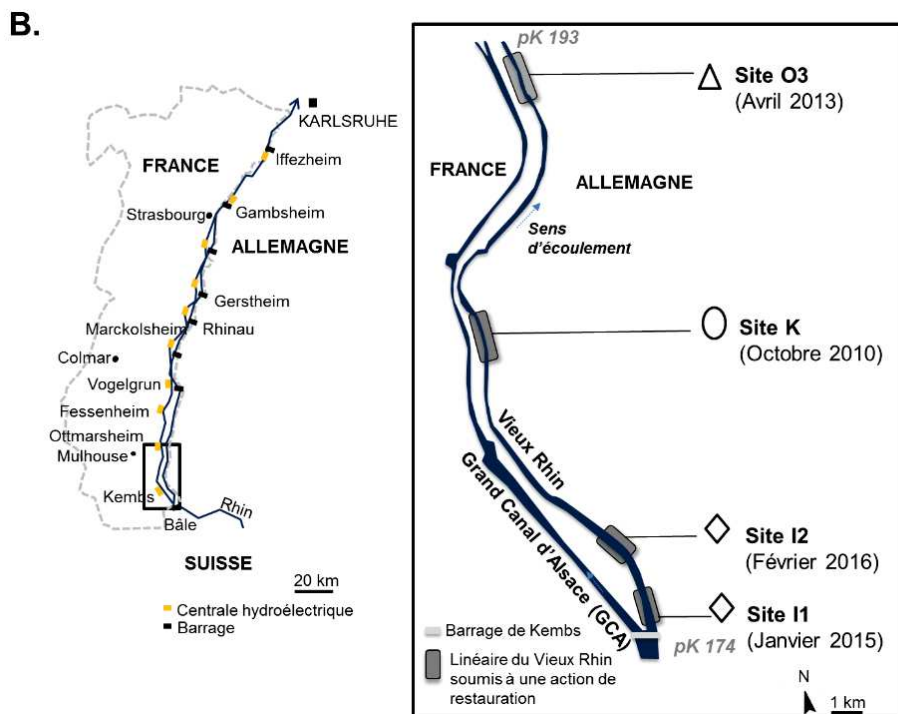 B.
KARLSRUHE
Iffezheim
FRANCE
Strasbourg
Gambsheim
ALLEMAGNE
Gerstheim
Marckolsheim
Rhinau
Colmar
Vogelgrun
Fessenheim
Ottmarsheim
Mulhouse
Kembs
Rhin
Bâle
SUISSE
20 km
Centrale hydroélectrique
Barrage
pK 193
Site O3
(Avril 2013)
FRANCE
ALLEMAGNE
Sens
d'écoulement
Site K
(Octobre 2010)
Vieux Rhin
Grand Canal d'Alsace (GCA)
Site I2
(Février 2016)
Site I1
(Janvier 2015)
Barrage de Kembs
pK 174
Linéaire du Vieux Rhin
soumis à une action de
restauration
N
1 km